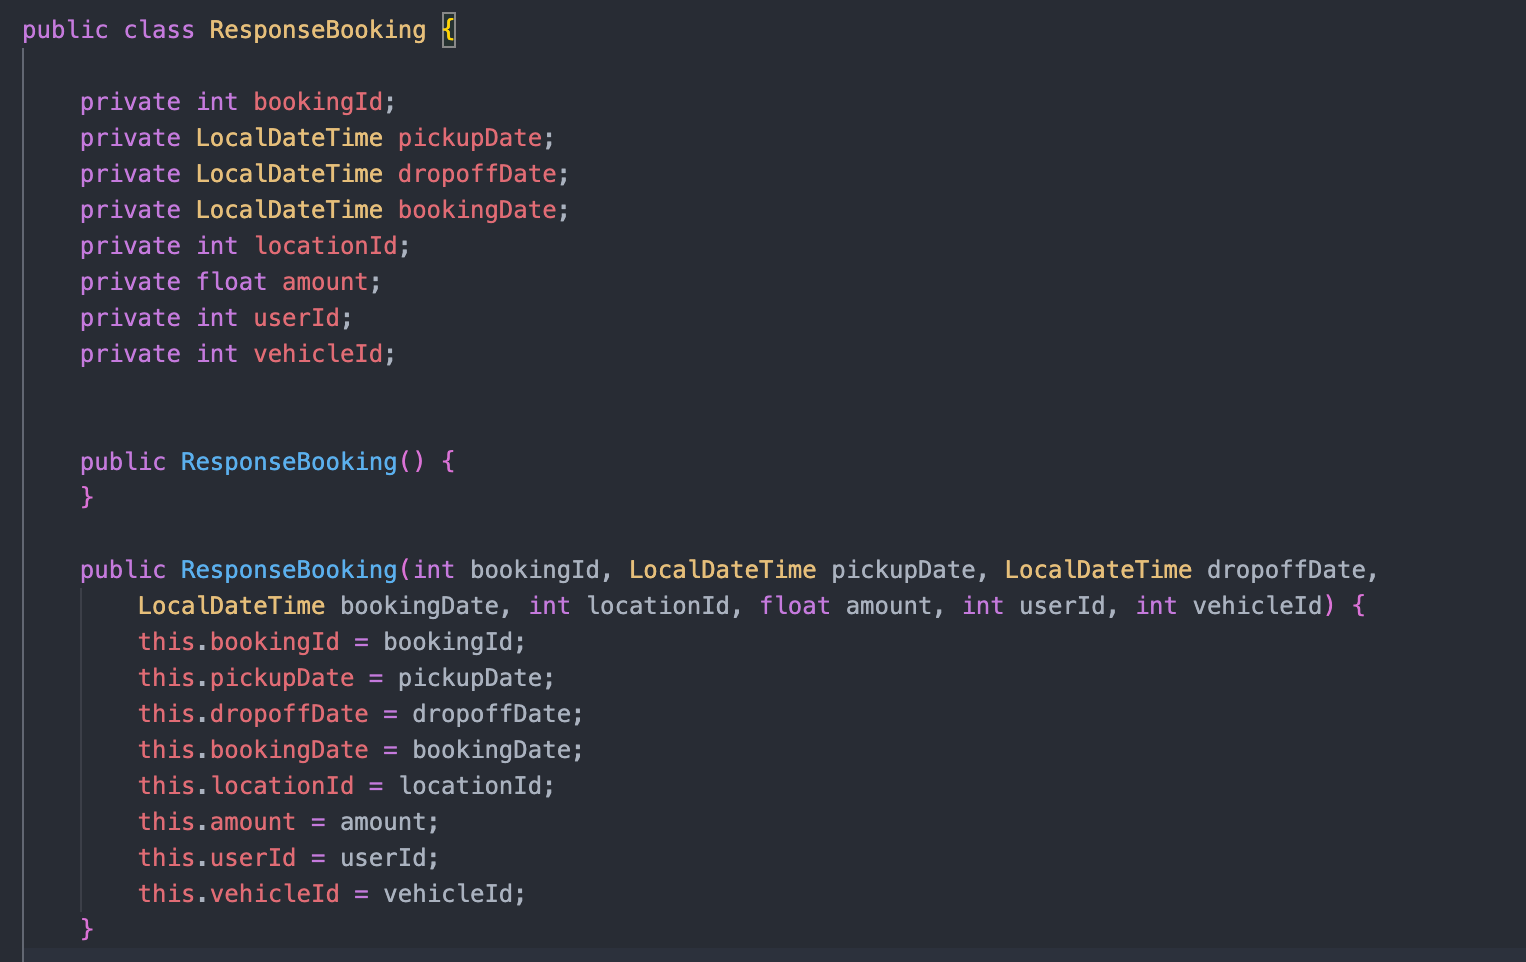 public class ResponseBooking {
private int bookingId;
private LocalDateTime pickupDate;
private LocalDateTime dropoffDate;
private LocalDateTime bookingDate;
private int locationId;
private float amount;
private int userId;
private int vehicleId;
public ResponseBooking() {
}
public ResponseBooking(int bookingId, LocalDateTime pickupDate, LocalDateTime dropoffDate,
LocalDateTime bookingDate, int locationId, float amount, int userId, int vehicleId) {
this.bookingId = bookingId;
this.pickupDate = pickupDate;
this.dropoffDate = dropoffDate;
this.bookingDate = bookingDate;
this.locationId = locationId;
this.amount = amount;
this.userId = userId;
this.vehicleId = vehicleId;
}